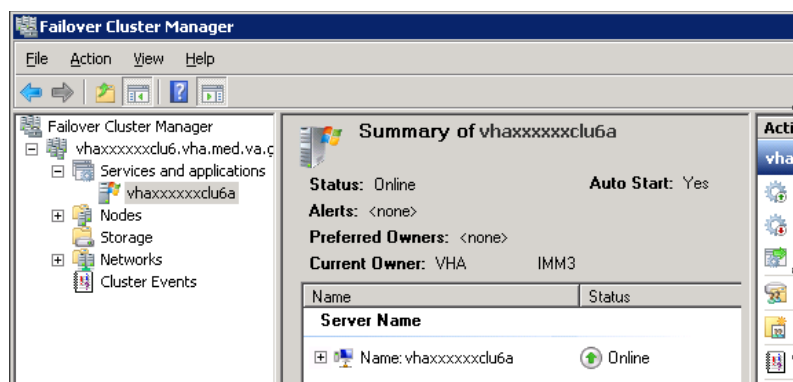 Failover Cluster Manager
File Action View Help
Failover Cluster Manager
vhaxxxxxxclu6.vha.med.va.g
Services and applications
vhaxxxxxxclu6a
Nodes
Storage
Networks
Cluster Events
Summary of vhaxxxxxxclu6a
Status: Online Auto Start: Yes
Alerts: <none>
Preferred Owners: <none>
Current Owner: VHA IMM3
Name Status
Server Name
Name: vhaxxxxxxclu6a Online
Acti
vha